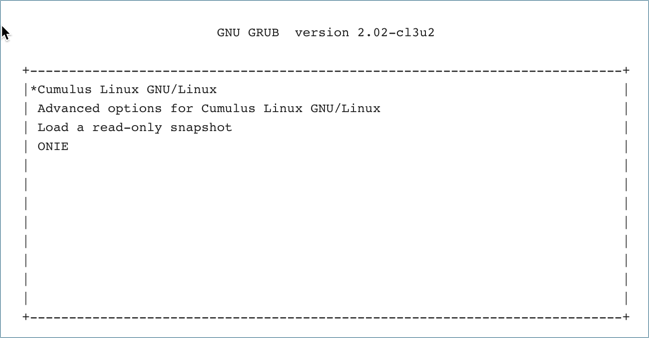 GNU GRUB  version 2.02-cl3u2
*Cumulus Linux GNU/Linux
Advanced options for Cumulus Linux GNU/Linux
Load a read-only snapshot
ONIE